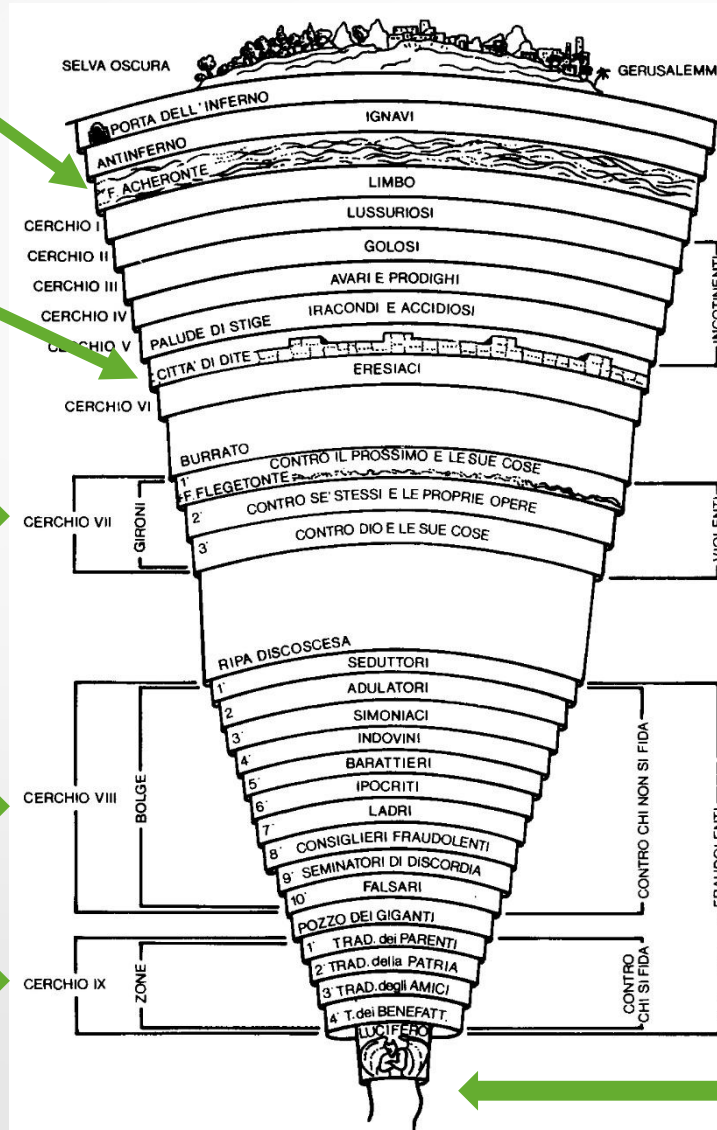 SELVA OSCURA
GERUSALEMM
PORTA DELL'INFERNO
IGNAVI
ANTINFERNO
F. ACHERONTE
LIMBO
CERCHIO I
LUSSURIOSI
CERCHIO II
GOLOSI
CERCHIO III
AVARI E PRODIGHI
CERCHIO IV
IRACONDI E ACCIDIOSI
PALUDE DI STIGE
CERCHIO V
INCOTINENTI
CITTA' DI DITE
ERESIACI
CERCHIO VI
BURRATO
1' CONTRO IL PROSSIMO E LE SUE COSE
F. FLEGETONTE
CERCHIO VII
GIRONI
2' CONTRO SE' STESSI E LE PROPRIE OPERE
3' CONTRO DIO E LE SUE COSE
VIOLENTI
RIPA DISCOSCESA
1' SEDUTTORI
2 ADULATORI
3' SIMONIACI
4' INDOVINI
5' BARATTIERI
6' IPOCRITI
7' LADRI
8' CONSIGLIERI FRAUDOLENTI
9' SEMINATORI DI DISCORDIA
10' FALSARI
CERCHIO VIII
BOLGE
CONTRO CHI NON SI FIDA
FRAUDOLENTI
POZZO DEI GIGANTI
1' TRAD. dei PARENTI
2' TRAD. della PATRIA
3' TRAD. degli AMICI
4' T. dei BENEFATT.
CERCHIO IX
ZONE
CONTRO
CHI SI FIDA
LUCIFERO